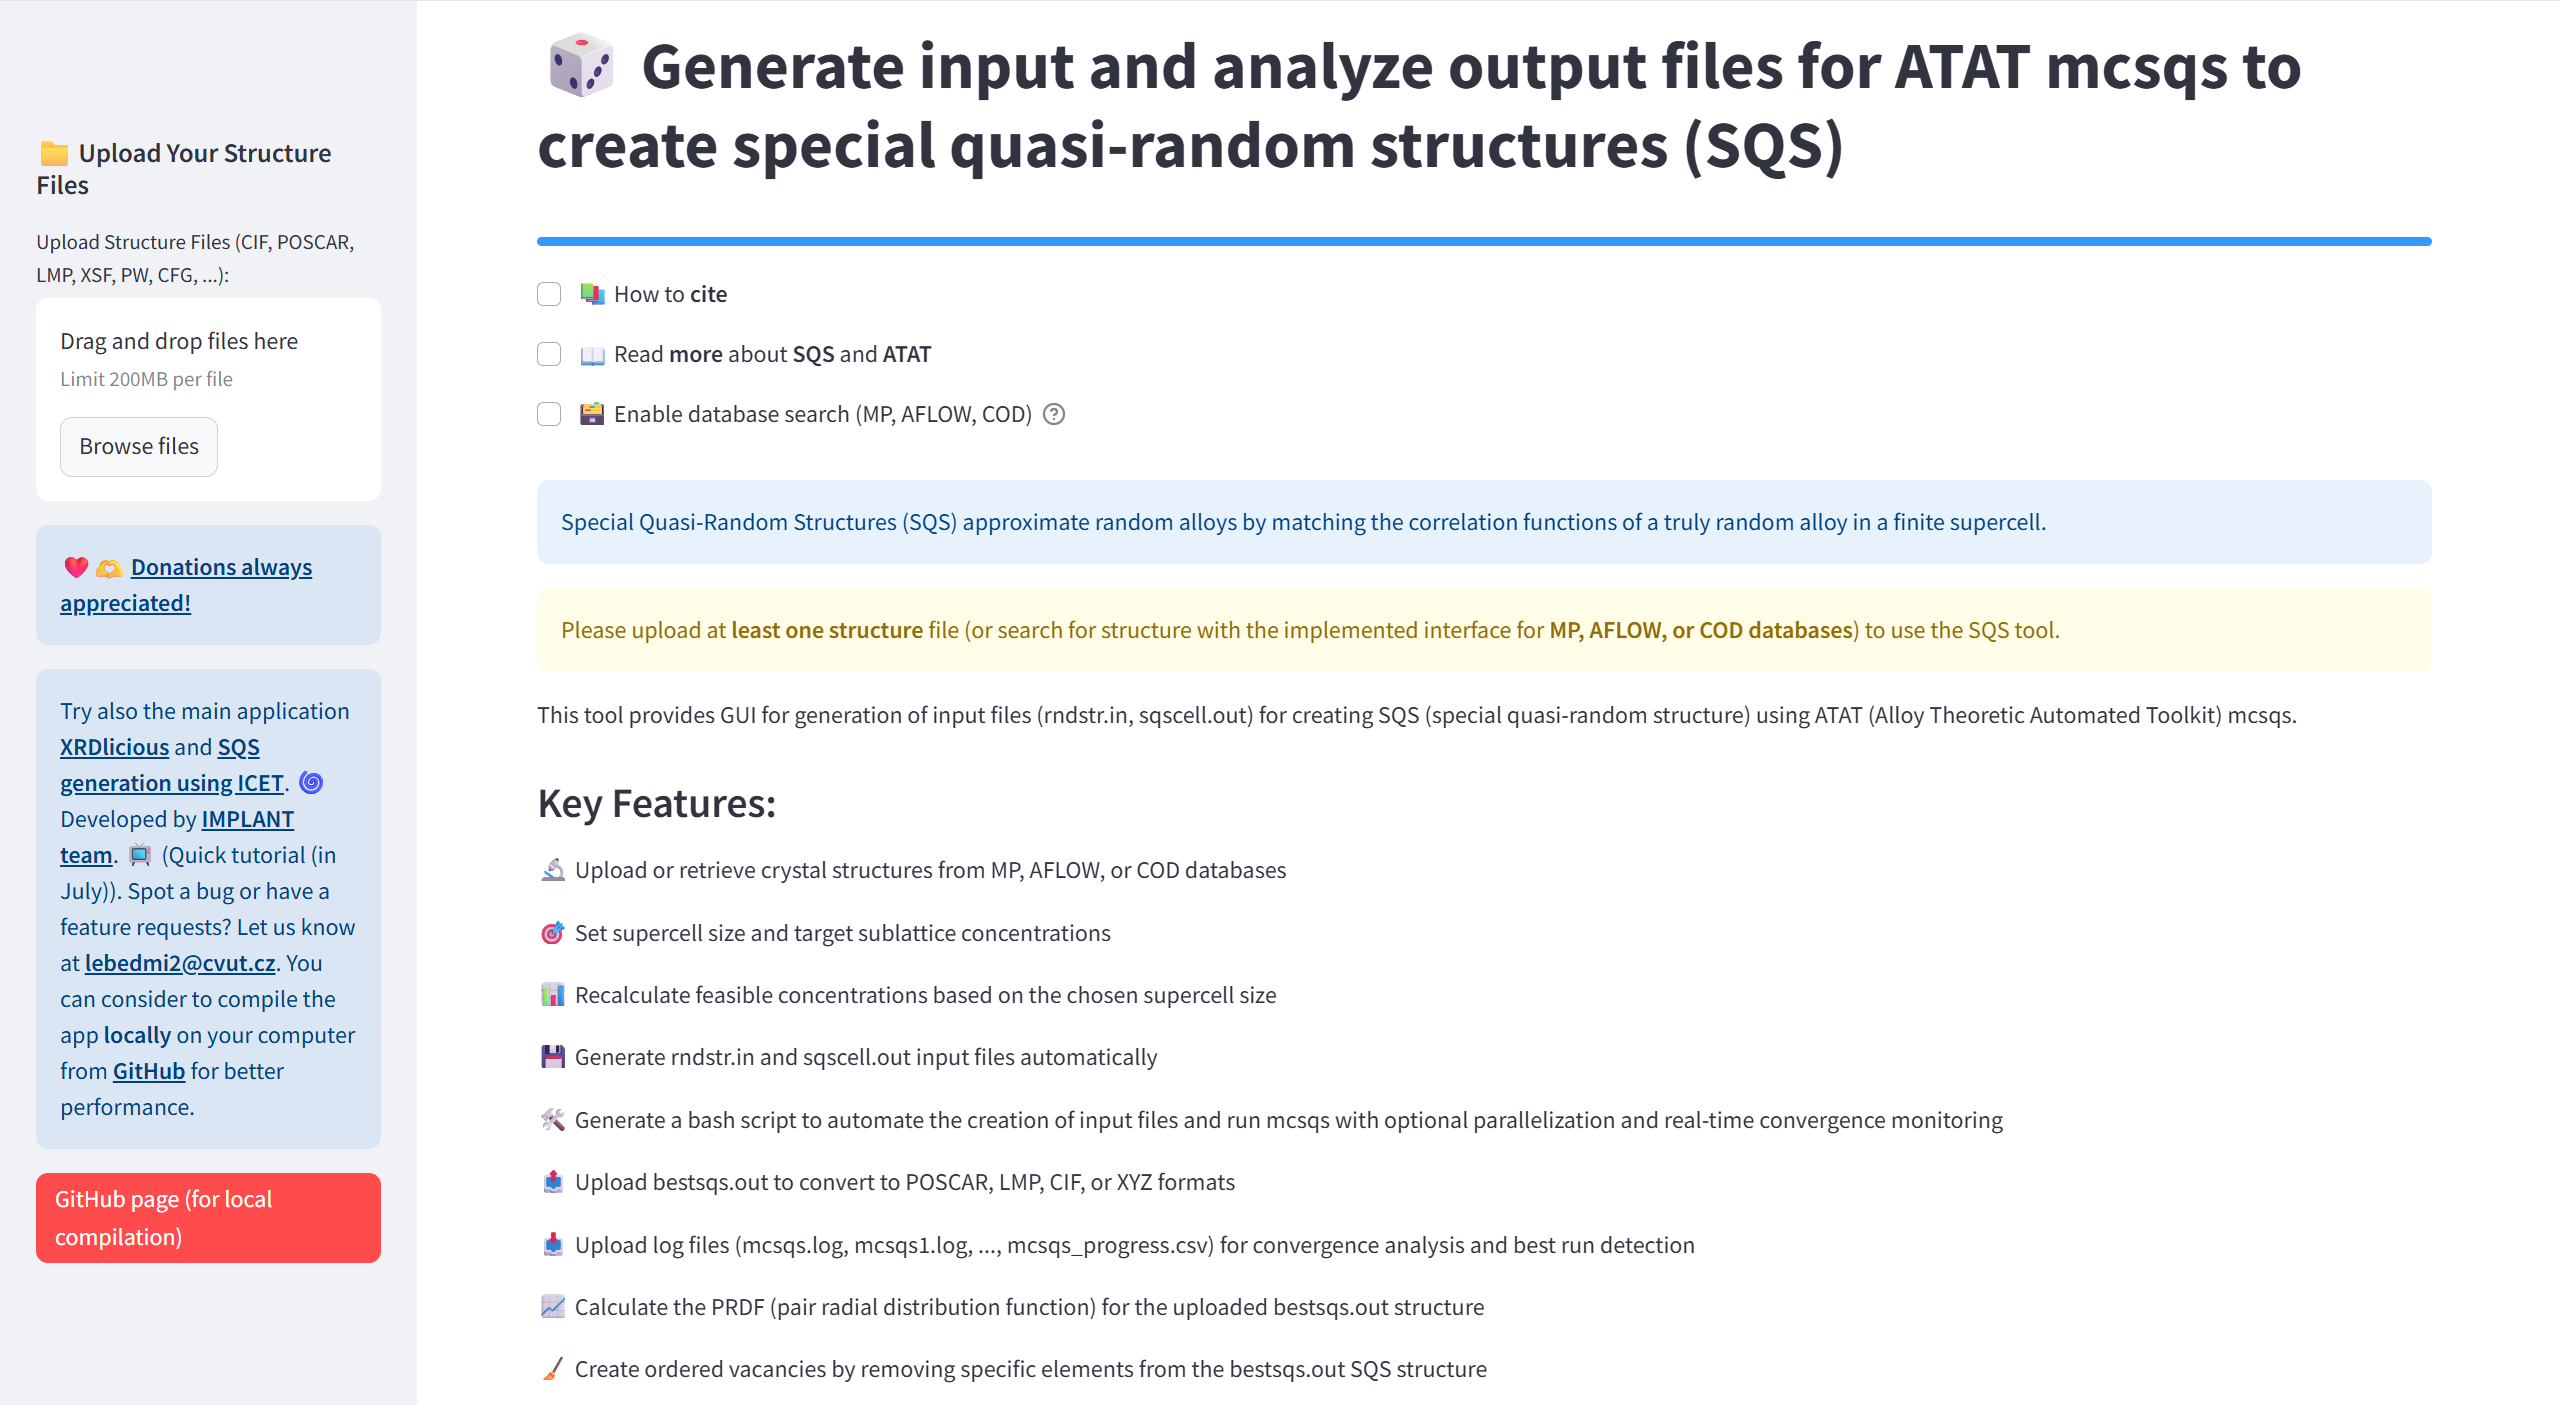 Upload Your Structure
Files
Upload Structure Files (CIF, POSCAR,
LMP, XSF, PW, CFG, ...):
Drag and drop files here
Limit 200MB per file
Browse files
Donations always
appreciated!
Try also the main application
XRDlicious and SQS
generation using ICET.
Developed by IMPLANT
team. (Quick tutorial (in
July)). Spot a bug or have a
feature requests? Let us know
at lebedmi2@cvut.cz. You
can consider to compile the
app locally on your computer
from GitHub for better
performance.
GitHub page (for local
compilation)
Generate input and analyze output files for ATAT mcsqs to
create special quasi-random structures (SQS)
How to cite
Read more about SQS and ATAT
Enable database search (MP, AFLOW, COD)
Special Quasi-Random Structures (SQS) approximate random alloys by matching the correlation functions of a truly random alloy in a finite supercell.
Please upload at least one structure file (or search for structure with the implemented interface for MP, AFLOW, or COD databases) to use the SQS tool.
This tool provides GUI for generation of input files (rndstr.in, sqscell.out) for creating SQS (special quasi-random structure) using ATAT (Alloy Theoretic Automated Toolkit) mcsqs.
Key Features:
Upload or retrieve crystal structures from MP, AFLOW, or COD databases
Set supercell size and target sublattice concentrations
Recalculate feasible concentrations based on the chosen supercell size
Generate rndstr.in and sqscell.out input files automatically
Generate a bash script to automate the creation of input files and run mcsqs with optional parallelization and real-time convergence monitoring
Upload bestsqs.out to convert to POSCAR, LMP, CIF, or XYZ formats
Upload log files (mcsqs.log, mcsqs1.log, ..., mcsqs_progress.csv) for convergence analysis and best run detection
Calculate the PRDF (pair radial distribution function) for the uploaded bestsqs.out structure
Create ordered vacancies by removing specific elements from the bestsqs.out SQS structure